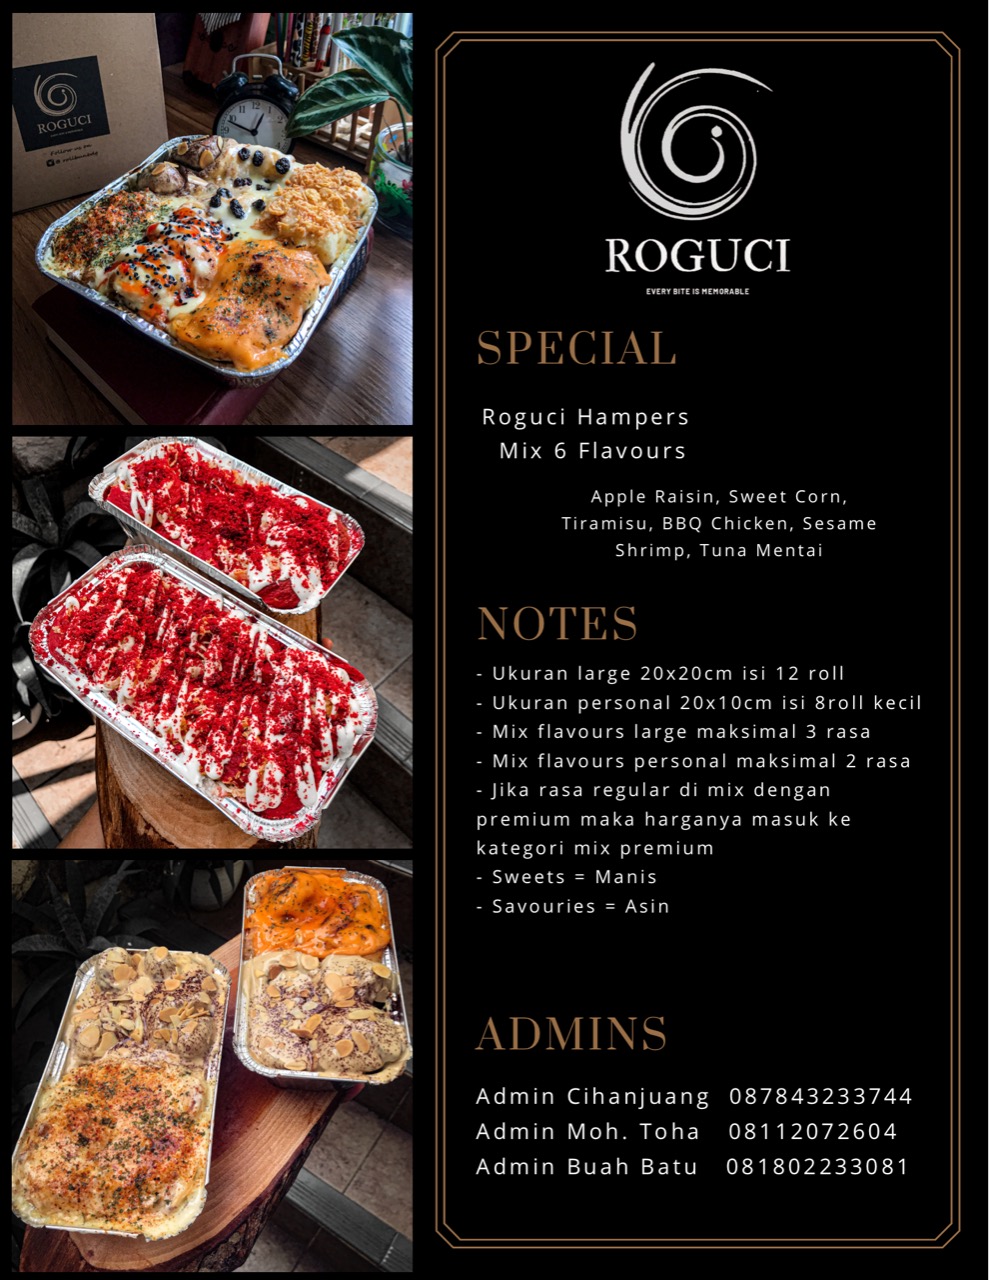 ROGUCI
Follow us on
ROGUCI
EVERY BITE IS MEMORABLE
SPECIAL
Roguci Hampers
Mix 6 Flavours
Apple Raisin, Sweet Corn,
Tiramisu, BBQ Chicken, Sesame
Shrimp, Tuna Mentai
NOTES
- Ukuran large 20x20cm isi 12 roll
- Ukuran personal 20x10cm isi 8roll kecil
- Mix flavours large maksimal 3 rasa
- Mix flavours personal maksimal 2 rasa
- Jika rasa regular di mix dengan
premium maka harganya masuk ke
kategori mix premium
- Sweets = Manis
- Savouries = Asin
ADMINS
Admin Cihanjuang 087843233744
Admin Moh. Toha 08112072604
Admin Buah Batu 081802233081